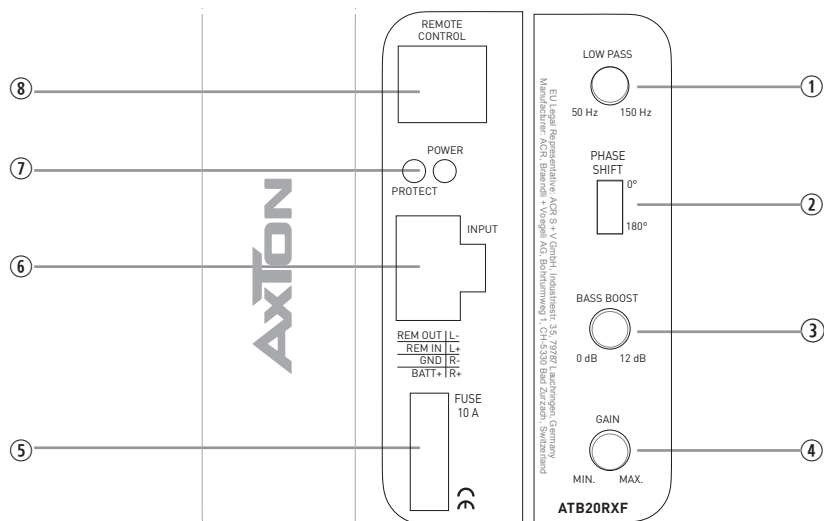 REMOTE
CONTROL
8
7
POWER
PROTECT
INPUT
6
REM OUT L-
REM IN L+
GND R-
BATT+ R+
FUSE
10 A
5
CE
AXTON
EU Legal Representative: ACR S + V GmbH, Industriestr. 35, 79787 Lauchringen, Germany
Manufacturer: ACR, Braendli + Voegeli AG, Bohrturmweg 1, CH-5330 Bad Zurzach, Switzerland
LOW PASS
1
50 Hz 150 Hz
PHASE
SHIFT
0°
2
180°
BASS BOOST
3
0 dB 12 dB
GAIN
4
MIN. MAX.
ATB20RXF